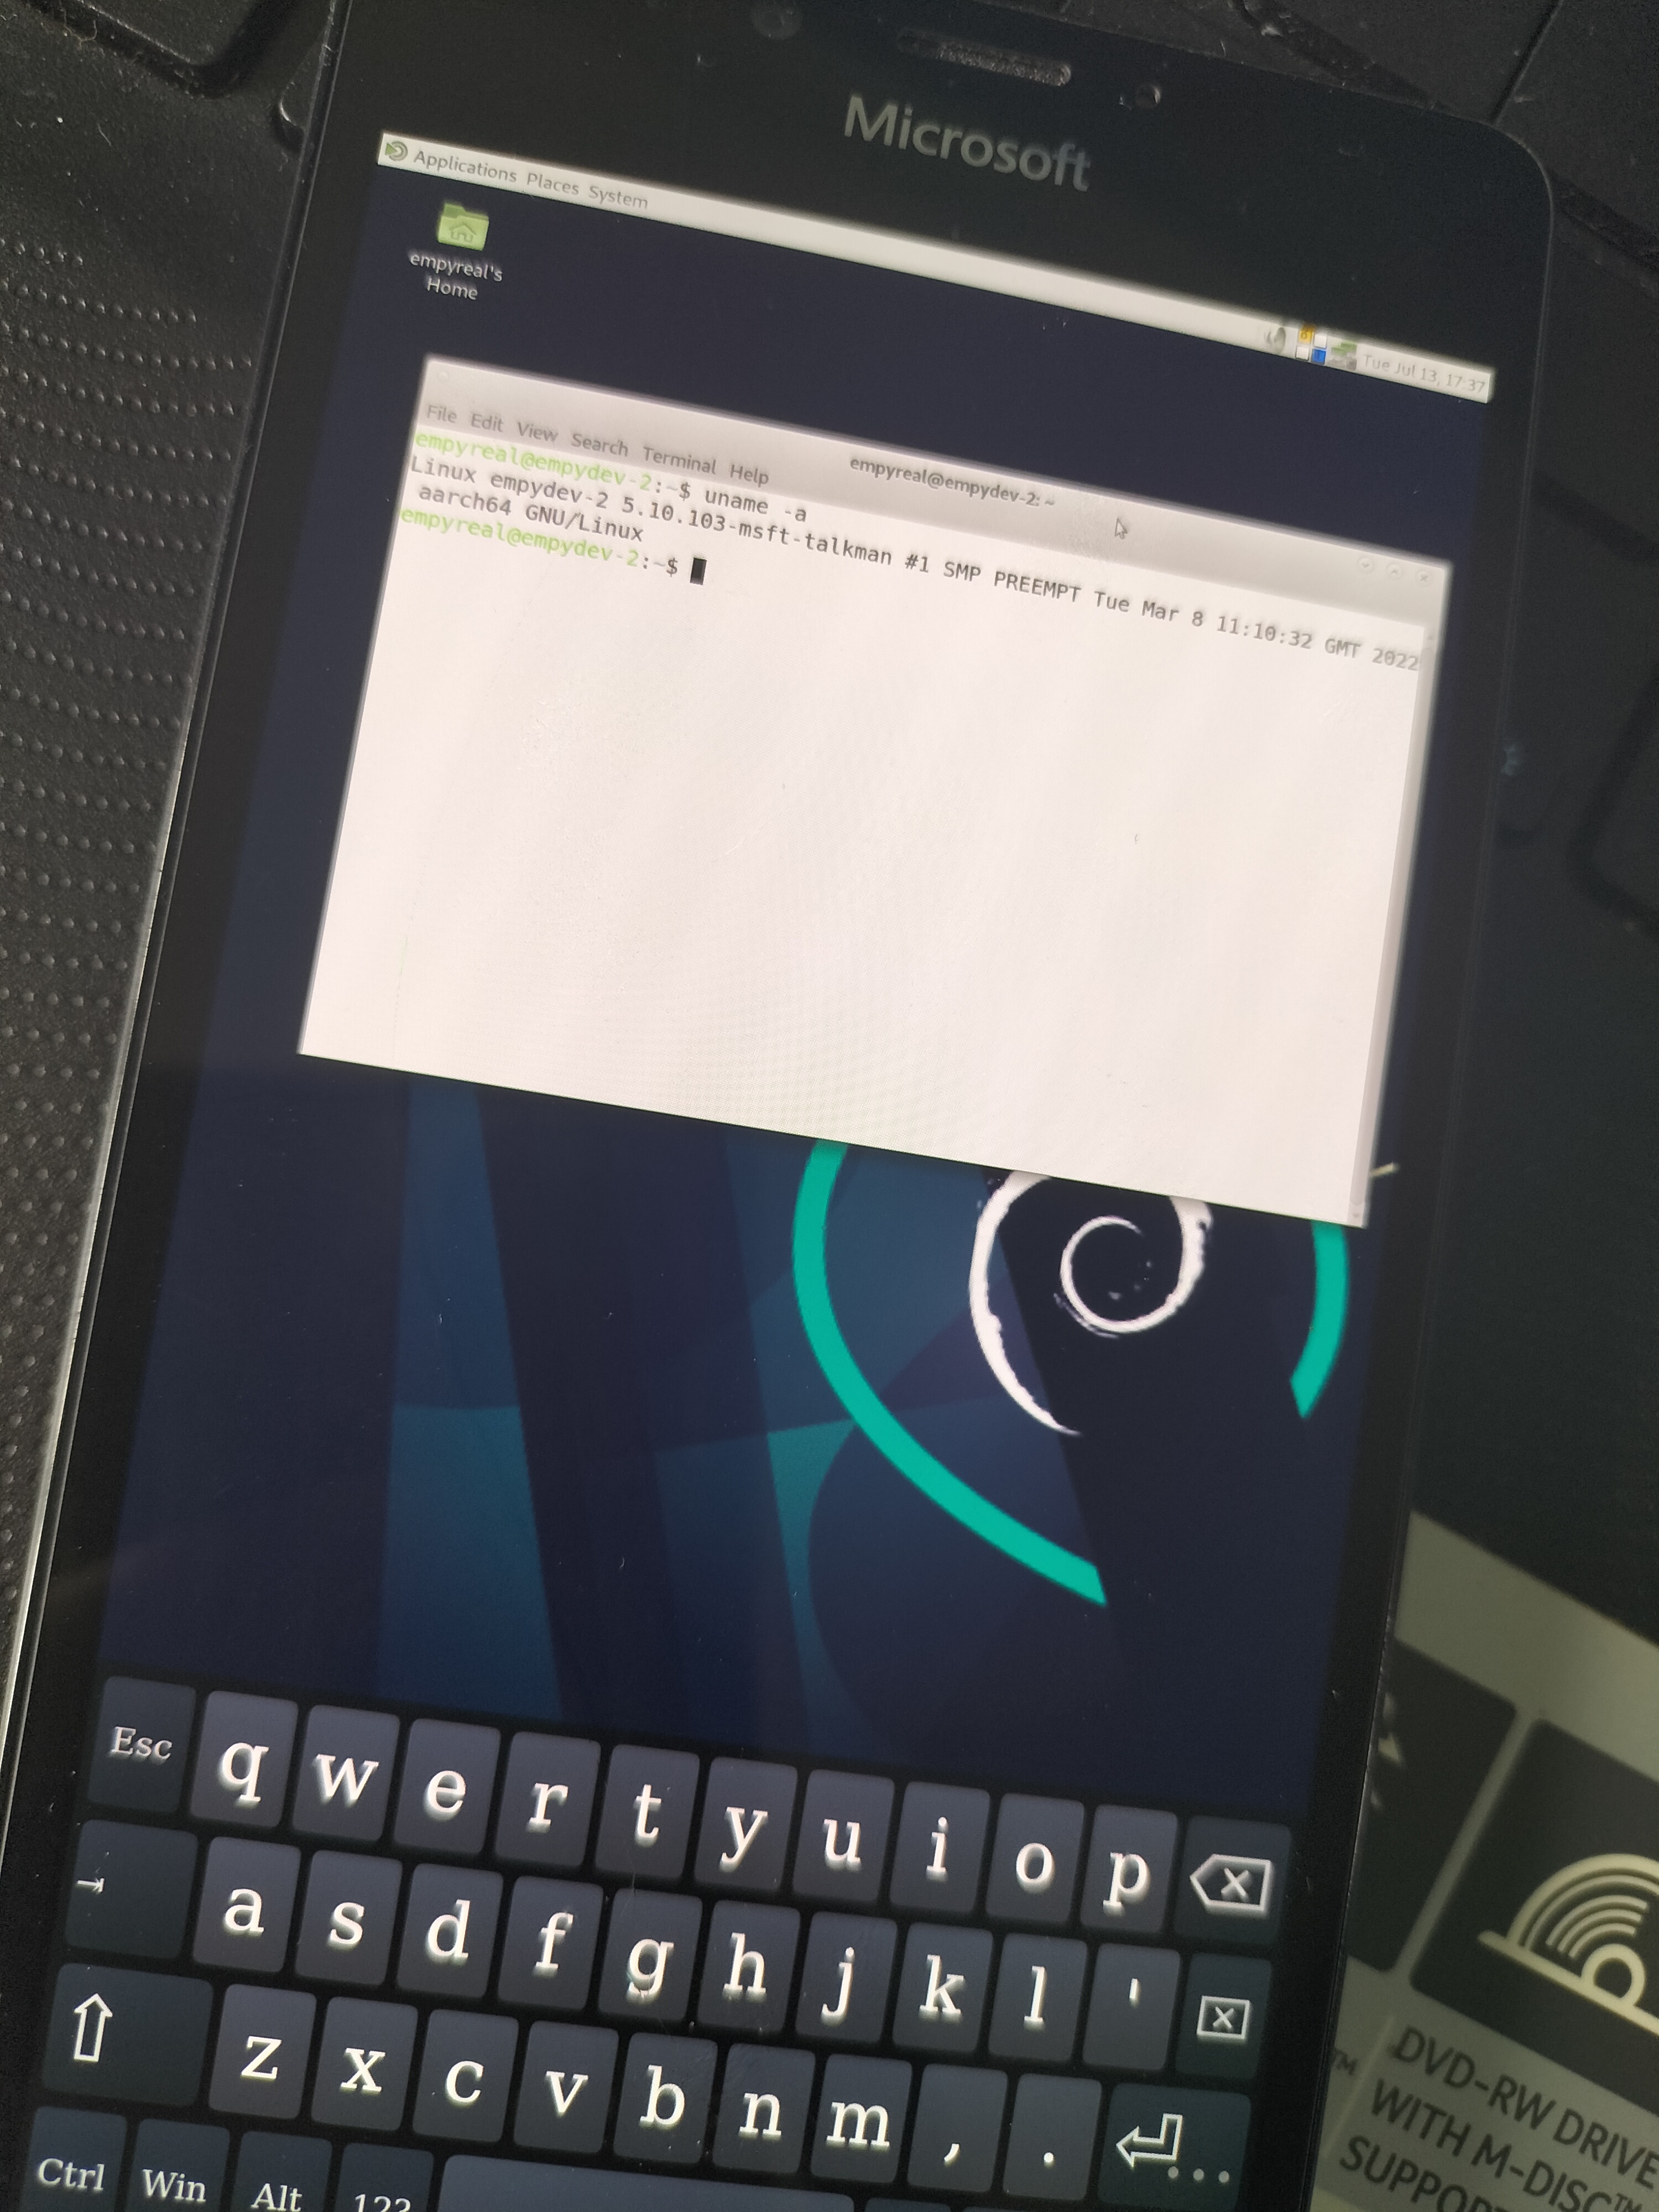 Microsoft
Applications Places System
Tue Jul 13, 17:37
empyreal's
Home
empyreal@empydev-2: ~
File Edit View Search Terminal Help
empyreal@empydev-2:~$ uname -a
Linux empydev-2 5.10.103-msft-talkman #1 SMP PREEMPT Tue Mar 8 11:10:32 GMT 2022
aarch64 GNU/Linux
empyreal@empydev-2:~$
Esc q w e r t y u i o p
a s d f g h j k l '
z x c v b n m , .
Ctrl Win Alt 123
DVD-RW DRIVE
WITH M-DISC™